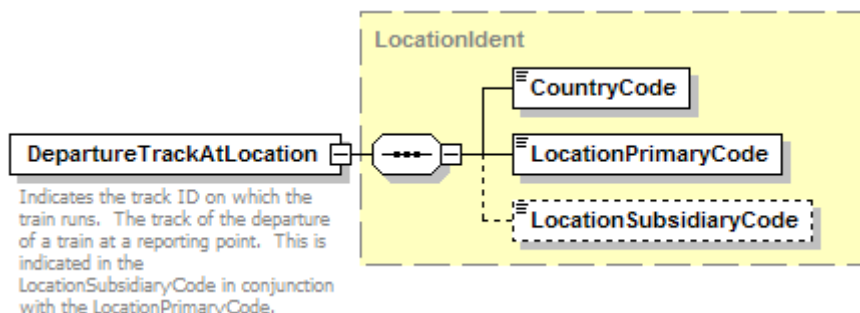 LocationIdent
CountryCode
DepartureTrackAtLocation
LocationPrimaryCode
LocationSubsidiaryCode
Indicates the track ID on which the
train runs. The track of the departure
of a train at a reporting point. This is
indicated in the
LocationSubsidiaryCode in conjunction
with the LocationPrimaryCode.